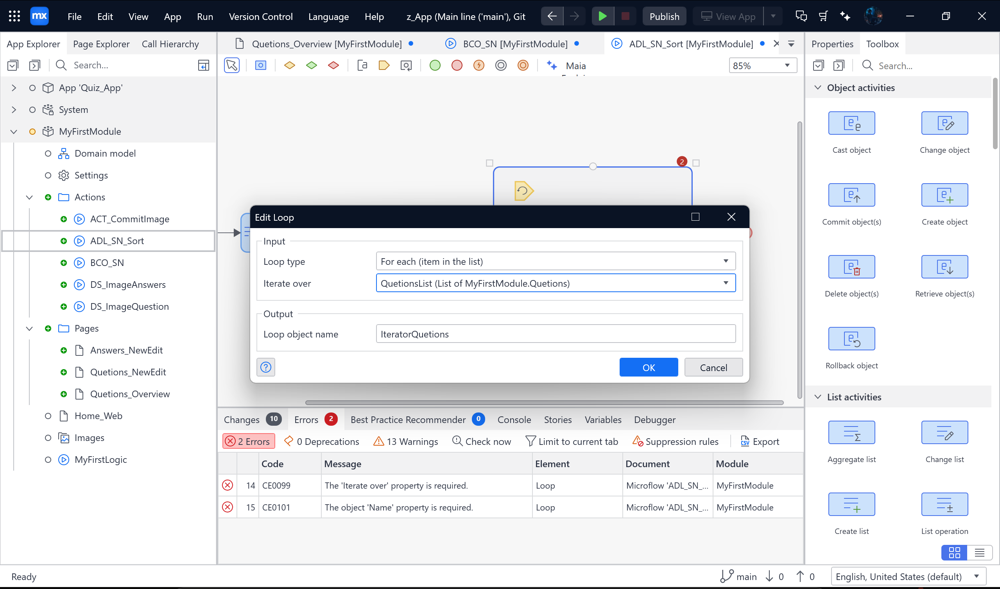 mx File Edit View App Run Version Control Language Help z_App (Main line ('main'), Git Publish View App
App Explorer Page Explorer Call Hierarchy
Search...
App 'Quiz_App'
System
MyFirstModule
Domain model
Settings
Actions
ACT_CommitImage
ADL_SN_Sort
BCO_SN
DS_ImageAnswers
DS_ImageQuestion
Pages
Answers_NewEdit
Quetions_NewEdit
Quetions_Overview
Home_Web
Images
MyFirstLogic
Quetions_Overview [MyFirstModule] BCO_SN [MyFirstModule] ADL_SN_Sort [MyFirstModule]
Maia
85%
2
Edit Loop
Input
Loop type For each (item in the list)
Iterate over QuetionsList (List of MyFirstModule.Quetions)
Output
Loop object name IteratorQuetions
OK Cancel
Changes 10 Errors 2 Best Practice Recommender 0 Console Stories Variables Debugger
2 Errors 0 Deprecations 13 Warnings Check now Limit to current tab Suppression rules CSV Export
Code Message Element Document Module
14 CE0099 The 'Iterate over' property is required. Loop Microflow 'ADL_SN_... MyFirstModule
15 CE0101 The object 'Name' property is required. Loop Microflow 'ADL_SN_... MyFirstModule
Properties Toolbox
Search...
Object activities
Cast object Change object
Commit object(s) Create object
Delete object(s) Retrieve object(s)
Rollback object
List activities
Aggregate list Change list
Create list List operation
Ready main 0 0 English, United States (default)